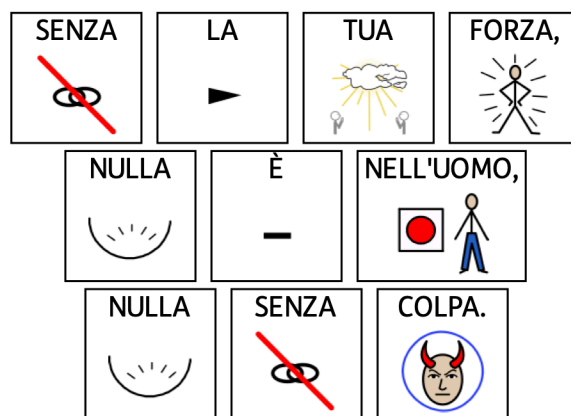 SENZA LA TUA FORZA,
NULLA È NELL'UOMO,
NULLA SENZA COLPA.